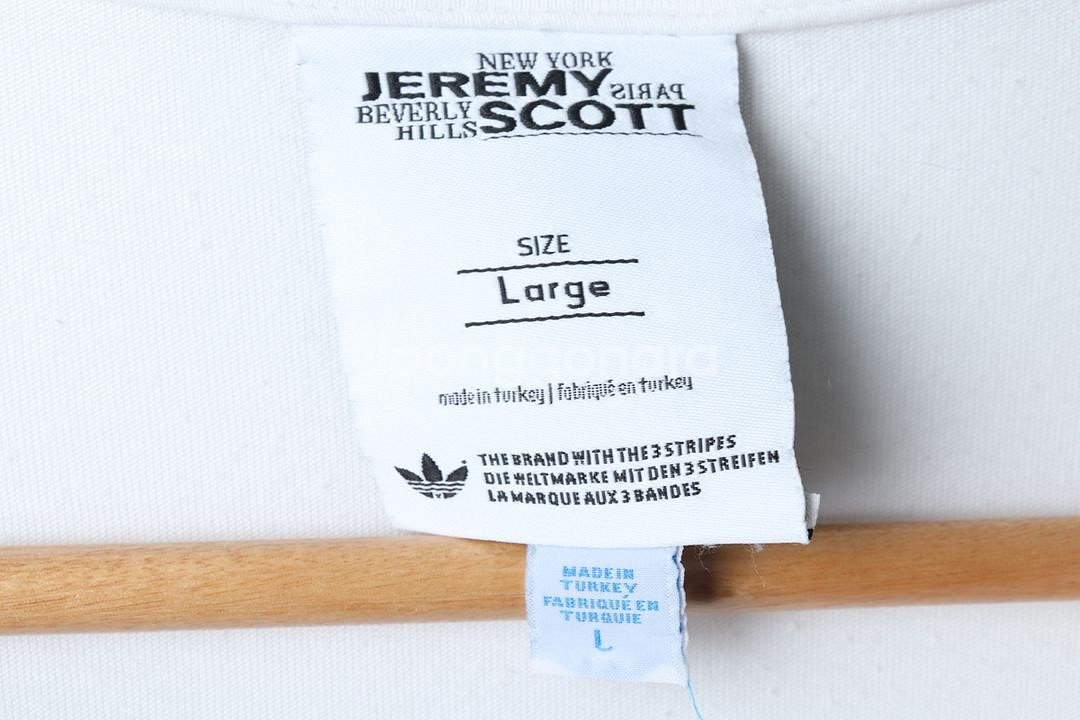 NEW YORK
JEREMY PARIS
BEVERLY SCOTT
HILLS
SIZE
Large
made in turkey | fabriqué en turkey
THE BRAND WITH THE 3 STRIPES
DIE WELTMARKE MIT DEN 3 STREIFEN
LA MARQUE AUX 3 BANDES
MADE IN
TURKEY
FABRIQUÉ EN
TURQUIE
L